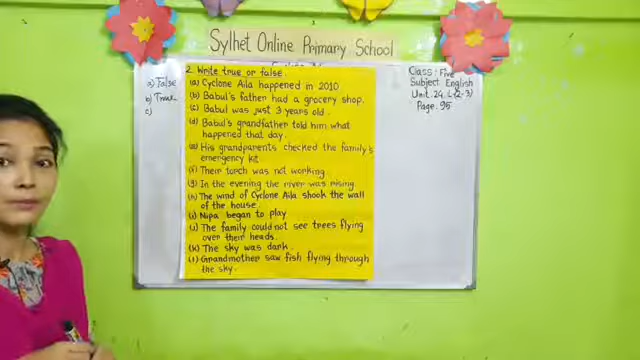 Sylhet Online Primary School
a) False
b) True
c)
2. Write true or false.
(a) Cyclone Aila happened in 2010
(b) Babul's father had a grocery shop.
(c) Babul was just 3 years old.
(d) Babul's grandfather told him what
happened that day.
(e) His grandparents checked the family's
emergency kit
(f) Their torch was not working.
(g) In the evening the river was rising.
(h) The wind of Cyclone Aila shook the wall
of the house.
(i) Nipa began to play
(j) The family could not see trees flying
over their heads.
(k) The sky was dark.
(l) Grandmother saw fish flying through
the sky.
Class: Five
Subject English
Unit. 24. L-(2-3)
Page. 95